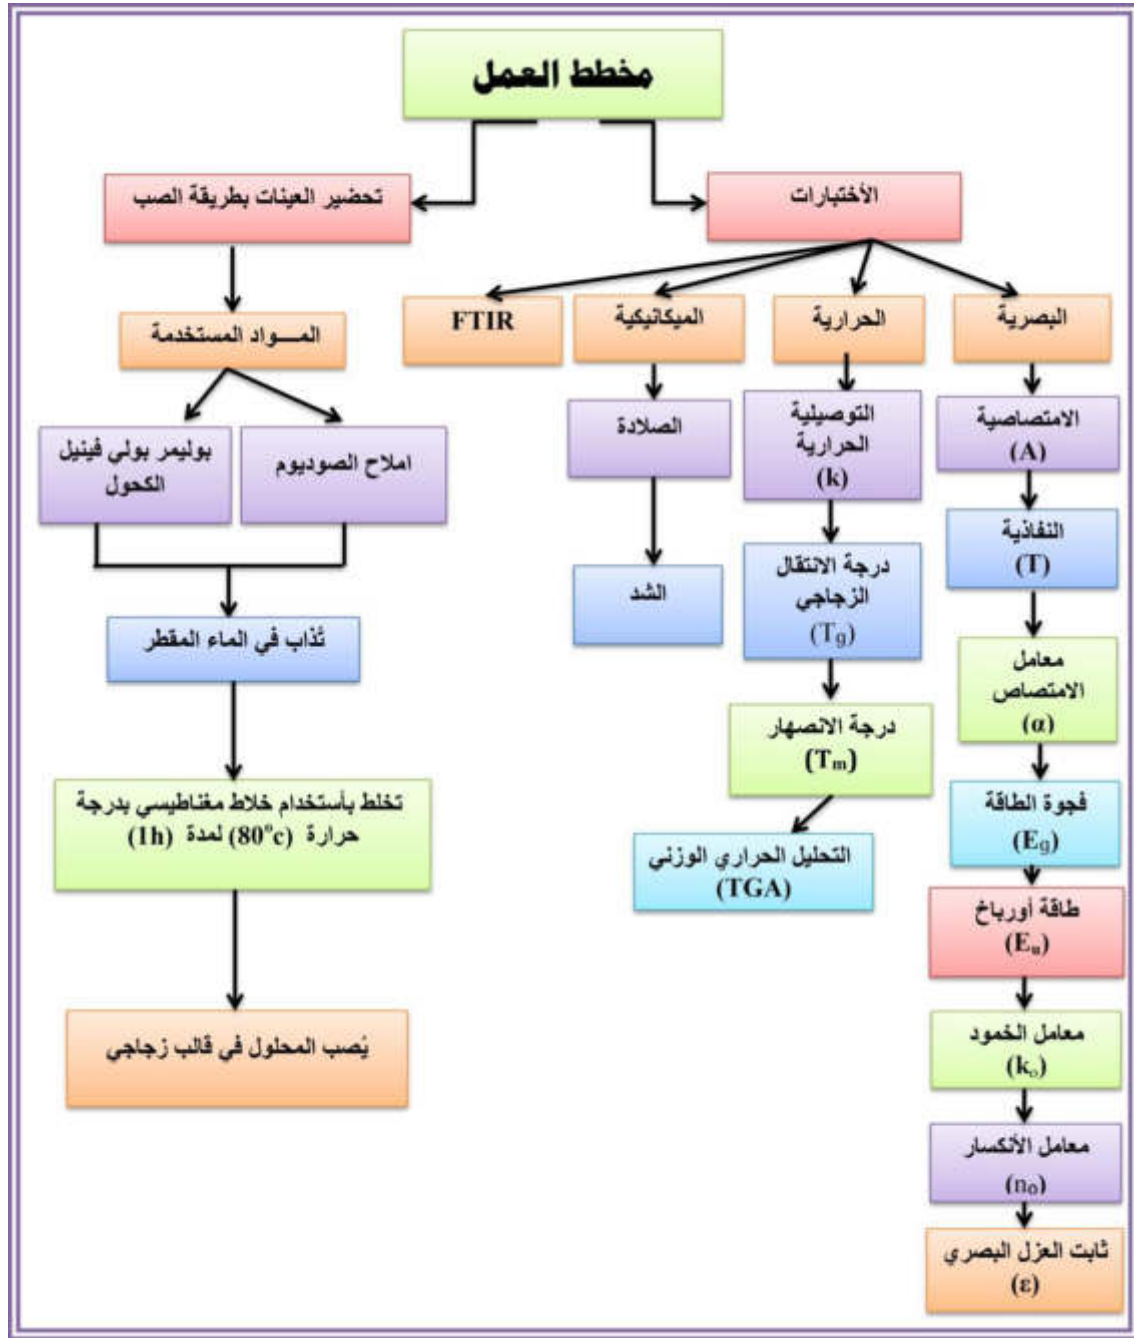 مخطط العمل
الأختبارات
تحضير العينات بطريقة الصب
البصرية
الحرارية
الميكانيكية
FTIR
المـــواد المستخدمة
الامتصاصية
(A)
التوصيلية
الحرارية
(k)
الصلادة
املاح الصوديوم
بوليمر بولي فينيل
الكحول
النفاذية
(T)
درجة الانتقال
الزجاجي
(Tg)
الشد
تُذاب في الماء المقطر
معامل
الامتصاص
(α)
درجة الانصهار
(Tm)
تخلط بأستخدام خلاط مغناطيسي بدرجة
حرارة (80°c) لمدة (1h)
فجوة الطاقة
(Eg)
التحليل الحراري الوزني
(TGA)
طاقة أورباخ
(Eu)
يُصب المحلول في قالب زجاجي
معامل الخمود
(ko)
معامل الأنكسار
(no)
ثابت العزل البصري
(ε)